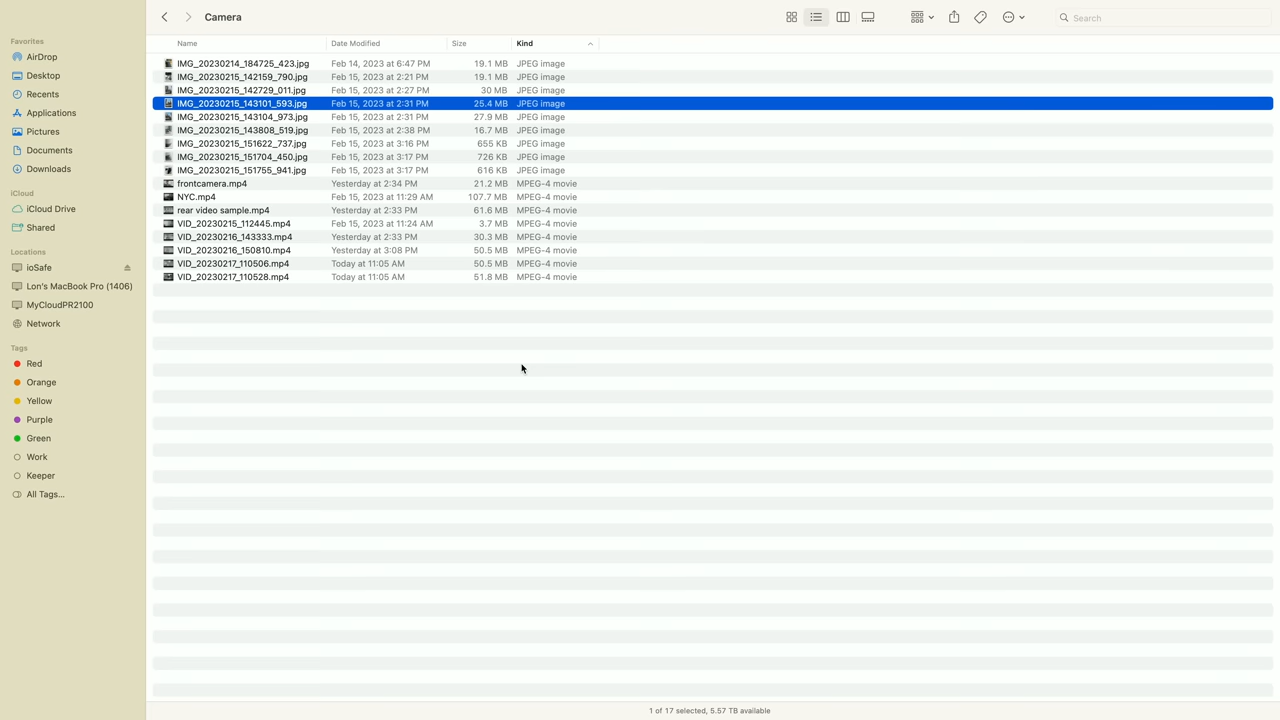 Camera
Search
Favorites
AirDrop
Desktop
Recents
Applications
Pictures
Documents
Downloads
iCloud
iCloud Drive
Shared
Locations
ioSafe
Lon's MacBook Pro (1406)
MyCloudPR2100
Network
Tags
Red
Orange
Yellow
Purple
Green
Work
Keeper
All Tags...
Name Date Modified Size Kind
IMG_20230214_184725_423.jpg Feb 14, 2023 at 6:47 PM 19.1 MB JPEG image
IMG_20230215_142159_790.jpg Feb 15, 2023 at 2:21 PM 19.1 MB JPEG image
IMG_20230215_142729_011.jpg Feb 15, 2023 at 2:27 PM 30 MB JPEG image
IMG_20230215_143101_593.jpg Feb 15, 2023 at 2:31 PM 25.4 MB JPEG image
IMG_20230215_143104_973.jpg Feb 15, 2023 at 2:31 PM 27.9 MB JPEG image
IMG_20230215_143808_519.jpg Feb 15, 2023 at 2:38 PM 16.7 MB JPEG image
IMG_20230215_151622_737.jpg Feb 15, 2023 at 3:16 PM 655 KB JPEG image
IMG_20230215_151704_450.jpg Feb 15, 2023 at 3:17 PM 726 KB JPEG image
IMG_20230215_151755_941.jpg Feb 15, 2023 at 3:17 PM 616 KB JPEG image
frontcamera.mp4 Yesterday at 2:34 PM 21.2 MB MPEG-4 movie
NYC.mp4 Feb 15, 2023 at 11:29 AM 107.7 MB MPEG-4 movie
rear video sample.mp4 Yesterday at 2:33 PM 61.6 MB MPEG-4 movie
VID_20230215_112445.mp4 Feb 15, 2023 at 11:24 AM 3.7 MB MPEG-4 movie
VID_20230216_143333.mp4 Yesterday at 2:33 PM 30.3 MB MPEG-4 movie
VID_20230216_150810.mp4 Yesterday at 3:08 PM 50.5 MB MPEG-4 movie
VID_20230217_110506.mp4 Today at 11:05 AM 50.5 MB MPEG-4 movie
VID_20230217_110528.mp4 Today at 11:05 AM 51.8 MB MPEG-4 movie
1 of 17 selected, 5.57 TB available